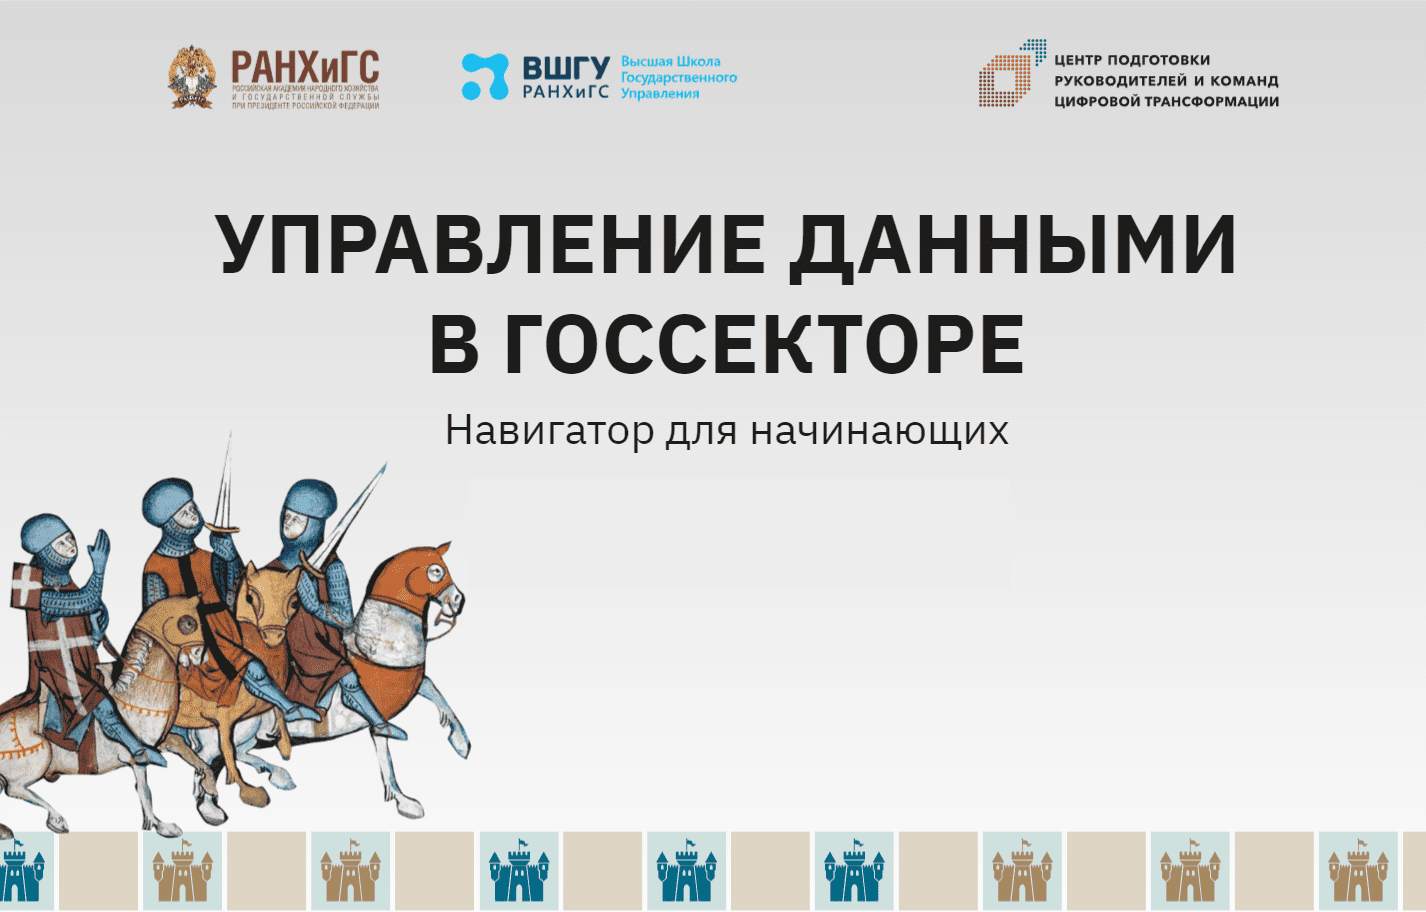 РАНХиГС
РОССИЙСКАЯ АКАДЕМИЯ НАРОДНОГО ХОЗЯЙСТВА
И ГОСУДАРСТВЕННОЙ СЛУЖБЫ
ПРИ ПРЕЗИДЕНТЕ РОССИЙСКОЙ ФЕДЕРАЦИИ
ВШГУ
РАНХиГС
Высшая Школа
Государственного
Управления
ЦЕНТР ПОДГОТОВКИ
РУКОВОДИТЕЛЕЙ И КОМАНД
ЦИФРОВОЙ ТРАНСФОРМАЦИИ
УПРАВЛЕНИЕ ДАННЫМИ
В ГОССЕКТОРЕ
Навигатор для начинающих